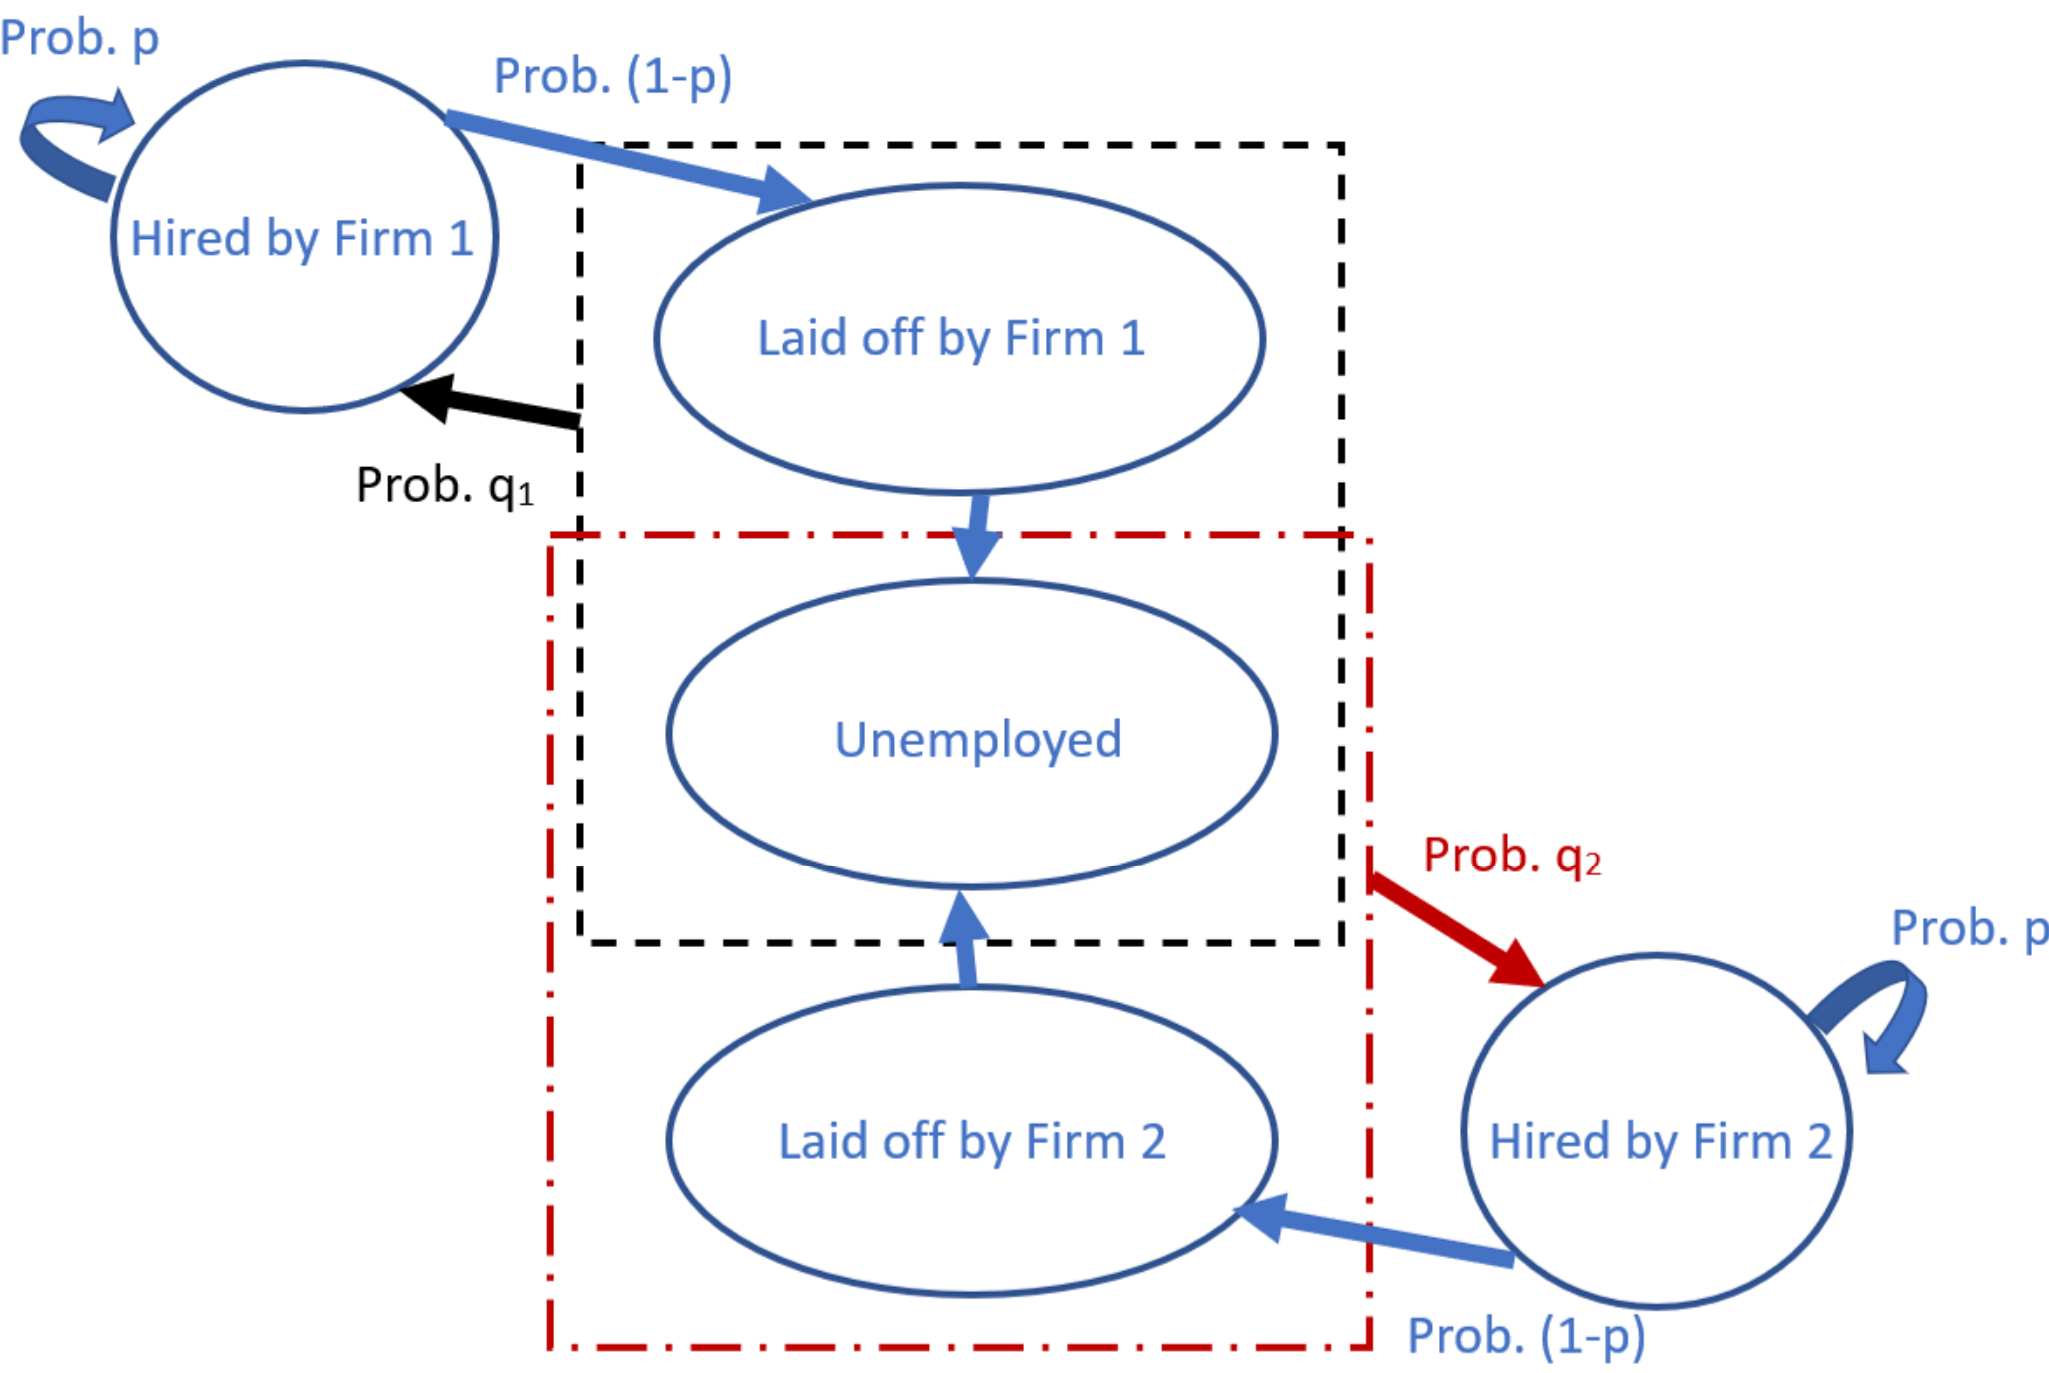 Prob. p
Prob. (1-p)
Hired by Firm 1
Laid off by Firm 1
Prob. q₁
Unemployed
Prob. q₂
Prob. p
Laid off by Firm 2
Hired by Firm 2
Prob. (1-p)